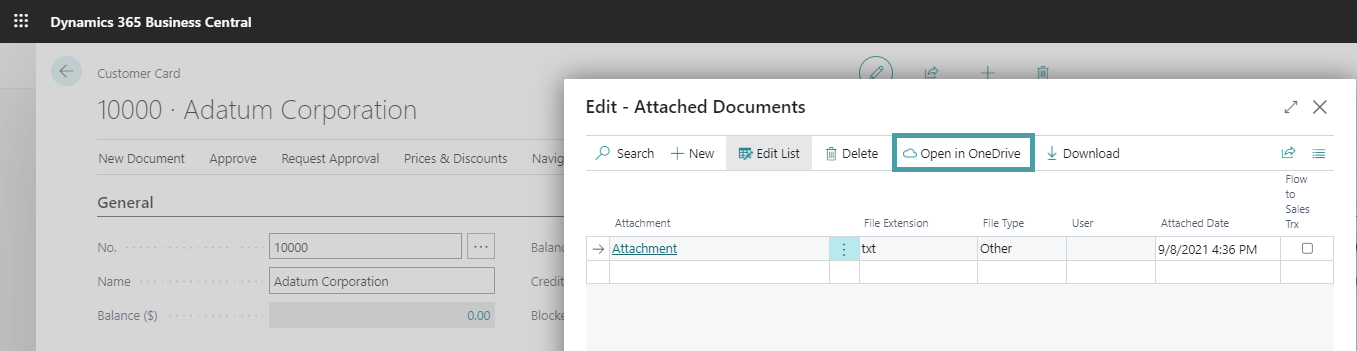 Dynamics 365 Business Central
Customer Card
10000 · Adatum Corporation
New Document Approve Request Approval Prices & Discounts Navig
General
No. 10000 ··· Balanc
Name Adatum Corporation Credit
Balance ($) 0.00 Blocke
Edit - Attached Documents
Search New Edit List Delete Open in OneDrive Download
Attachment File Extension File Type User Attached Date Flow
to
Sales
Trx
Attachment txt Other 9/8/2021 4:36 PM